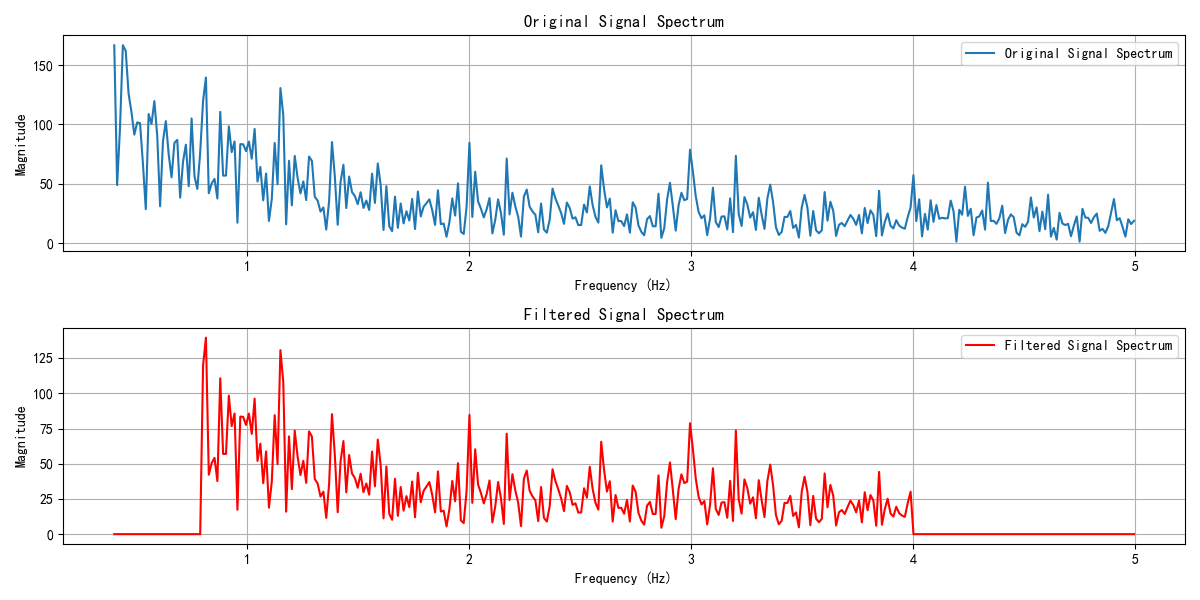 Original Signal Spectrum
Original Signal Spectrum
150
100
50
0
Magnitude
1 2 3 4 5
Frequency (Hz)
Filtered Signal Spectrum
Filtered Signal Spectrum
125
100
75
50
25
0
Magnitude
1 2 3 4 5
Frequency (Hz)